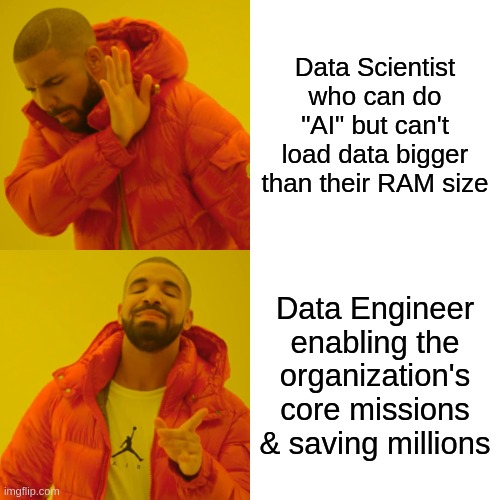 Data Scientist
who can do
"AI" but can't
load data bigger
than their RAM size
Data Engineer
enabling the
organization's
core missions
& saving millions
imgflip.com